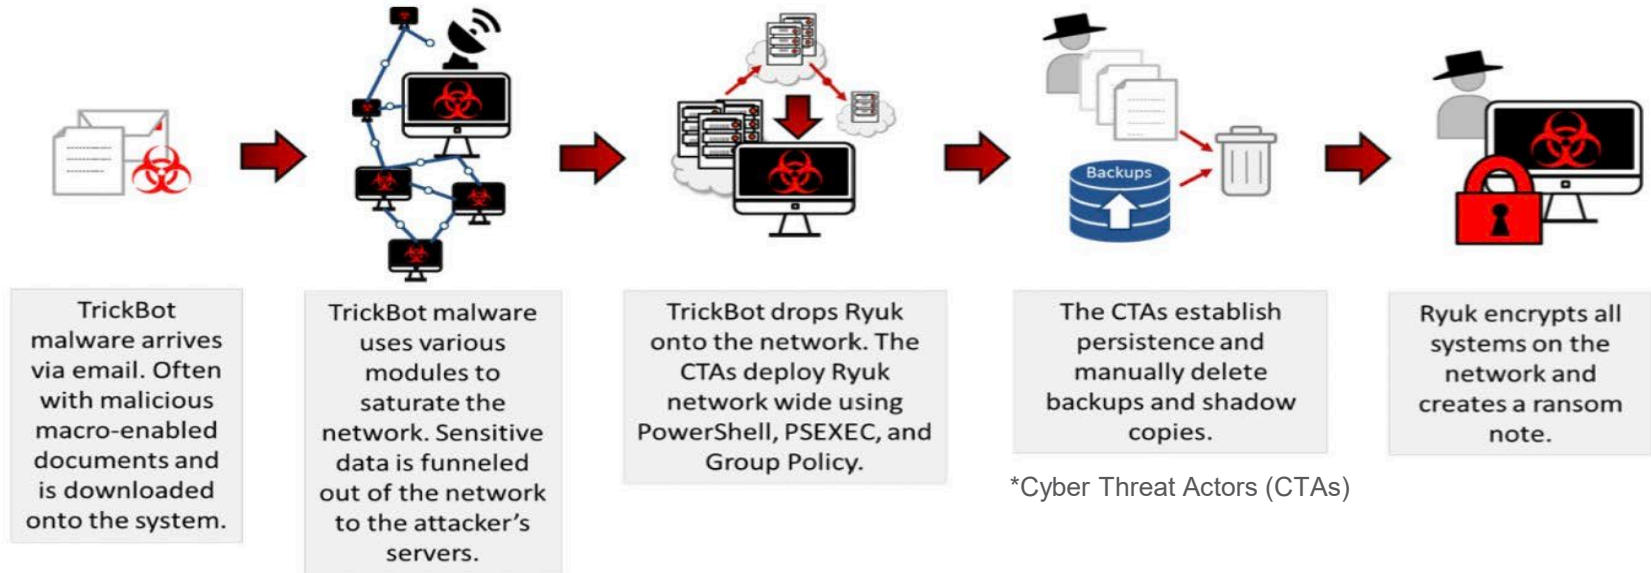 Backups
TrickBot
malware arrives
via email. Often
with malicious
macro-enabled
documents and
is downloaded
onto the system.
TrickBot malware
uses various
modules to
saturate the
network. Sensitive
data is funneled
out of the network
to the attacker’s
servers.
TrickBot drops Ryuk
onto the network. The
CTAs deploy Ryuk
network wide using
PowerShell, PSEXEC, and
Group Policy.
The CTAs establish
persistence and
manually delete
backups and shadow
copies.
*Cyber Threat Actors (CTAs)
Ryuk encrypts all
systems on the
network and
creates a ransom
note.